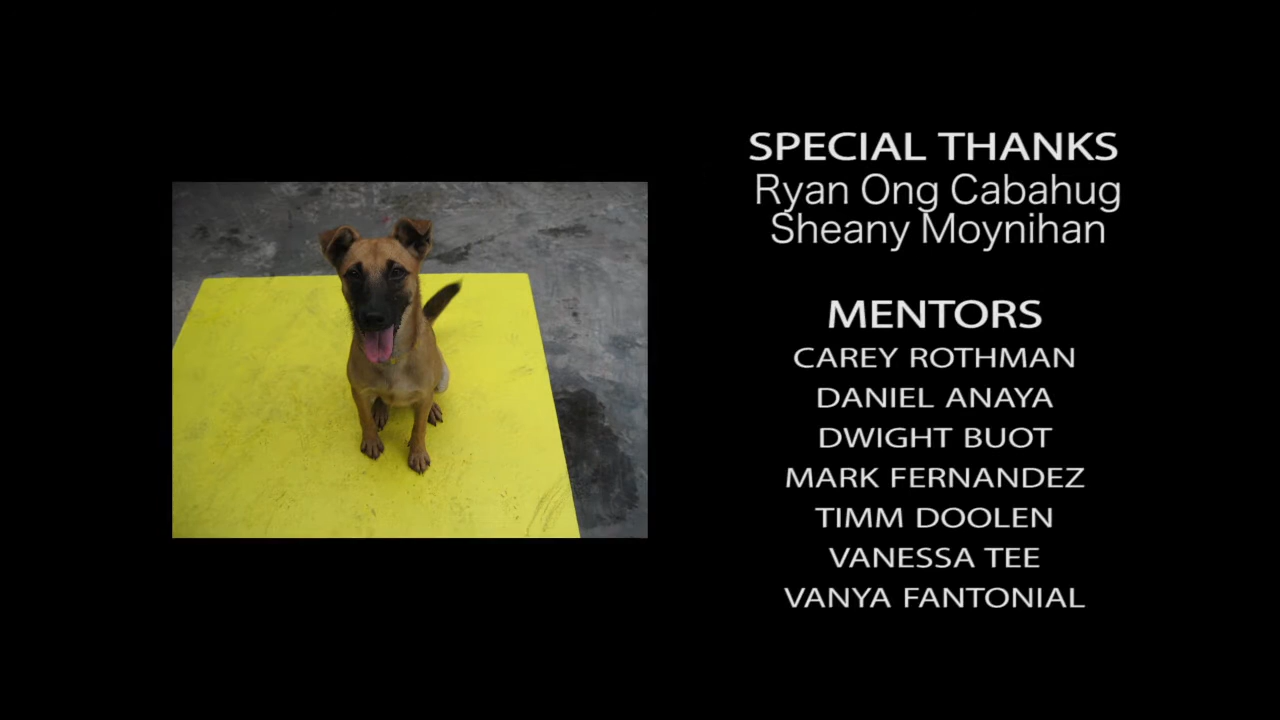 SPECIAL THANKS
Ryan Ong Cabahug
Sheany Moynihan
MENTORS
CAREY ROTHMAN
DANIEL ANAYA
DWIGHT BUOT
MARK FERNANDEZ
TIMM DOOLEN
VANESSA TEE
VANYA FANTONIAL